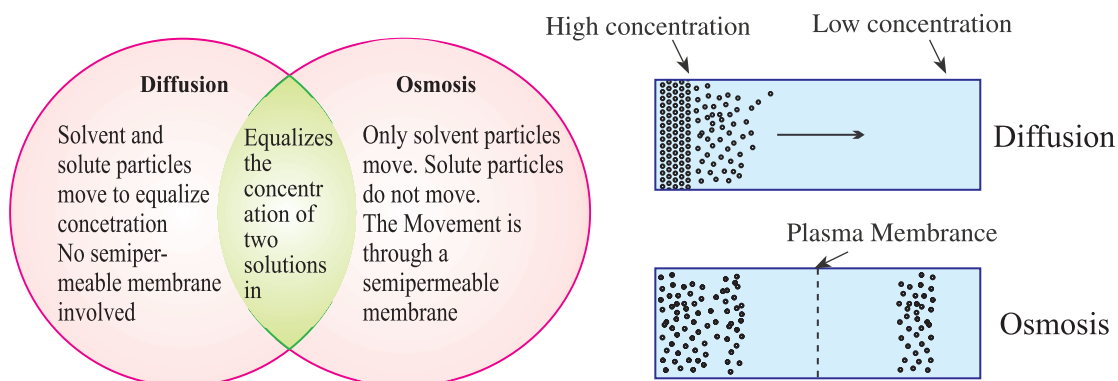 Diffusion
Solvent and
solute particles
move to equalize
concetration
No semiper-
meable membrane
involved
Equalizes
the
concentr
ation of
two
solutions
in
Osmosis
Only solvent particles
move. Solute particles
do not move.
The Movement is
through a
semipermeable
membrane
High concentration
Low concentration
Diffusion
Plasma Membrance
Osmosis